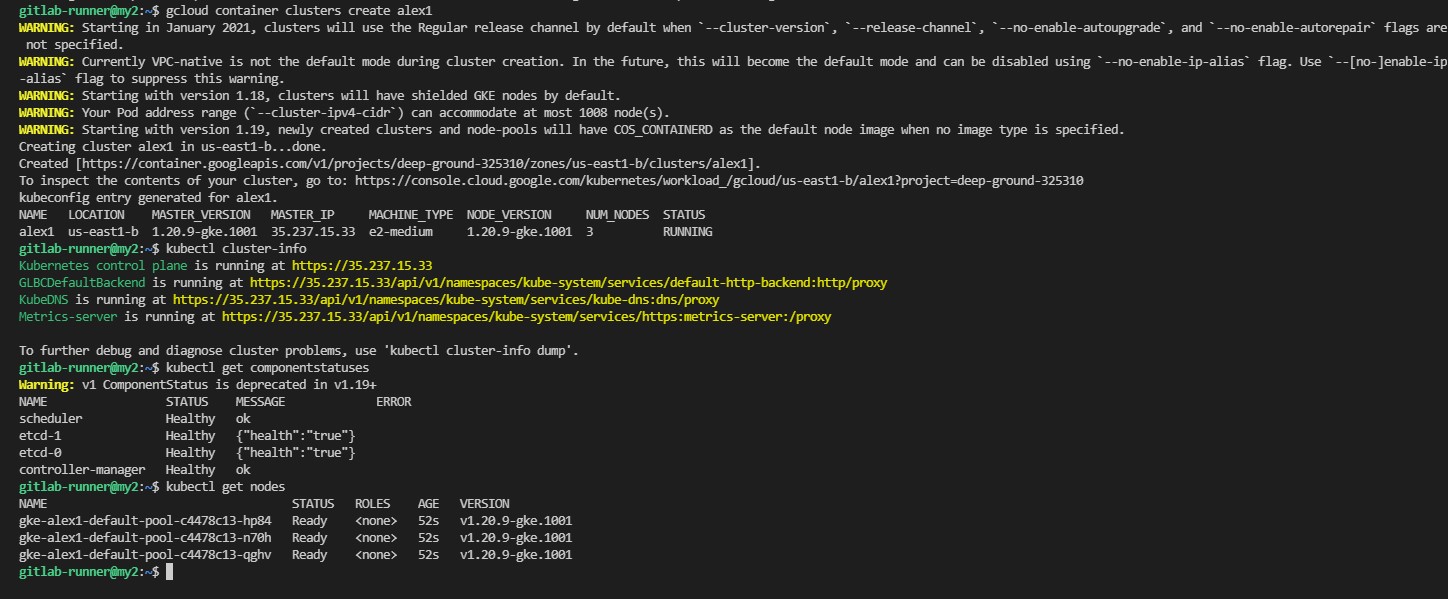 gitlab-runner@my2:~$ gcloud container clusters create alex1
WARNING: Starting in January 2021, clusters will use the Regular release channel by default when `--cluster-version`, `--release-channel`, `--no-enable-autoupgrade`, and `--no-enable-autorepair` flags are
not specified.
WARNING: Currently VPC-native is not the default mode during cluster creation. In the future, this will become the default mode and can be disabled using `--no-enable-ip-alias` flag. Use `--[no-]enable-ip
-alias` flag to suppress this warning.
WARNING: Starting with version 1.18, clusters will have shielded GKE nodes by default.
WARNING: Your Pod address range (`--cluster-ipv4-cidr`) can accommodate at most 1008 node(s).
WARNING: Starting with version 1.19, newly created clusters and node-pools will have COS_CONTAINERD as the default node image when no image type is specified.
Creating cluster alex1 in us-east1-b...done.
Created [https://container.googleapis.com/v1/projects/deep-ground-325310/zones/us-east1-b/clusters/alex1].
To inspect the contents of your cluster, go to: https://console.cloud.google.com/kubernetes/workload_/gcloud/us-east1-b/alex1?project=deep-ground-325310
kubeconfig entry generated for alex1.
NAME LOCATION MASTER_VERSION MASTER_IP MACHINE_TYPE NODE_VERSION NUM_NODES STATUS
alex1 us-east1-b 1.20.9-gke.1001 35.237.15.33 e2-medium 1.20.9-gke.1001 3 RUNNING
gitlab-runner@my2:~$ kubectl cluster-info
Kubernetes control plane is running at https://35.237.15.33
GLBCDefaultBackend is running at https://35.237.15.33/api/v1/namespaces/kube-system/services/default-http-backend:http/proxy
KubeDNS is running at https://35.237.15.33/api/v1/namespaces/kube-system/services/kube-dns:dns/proxy
Metrics-server is running at https://35.237.15.33/api/v1/namespaces/kube-system/services/https:metrics-server:/proxy
To further debug and diagnose cluster problems, use 'kubectl cluster-info dump'.
gitlab-runner@my2:~$ kubectl get componentstatuses
Warning: v1 ComponentStatus is deprecated in v1.19+
NAME STATUS MESSAGE ERROR
scheduler Healthy ok
etcd-1 Healthy {"health":"true"}
etcd-0 Healthy {"health":"true"}
controller-manager Healthy ok
gitlab-runner@my2:~$ kubectl get nodes
NAME STATUS ROLES AGE VERSION
gke-alex1-default-pool-c4478c13-hp84 Ready <none> 52s v1.20.9-gke.1001
gke-alex1-default-pool-c4478c13-n70h Ready <none> 52s v1.20.9-gke.1001
gke-alex1-default-pool-c4478c13-qghv Ready <none> 52s v1.20.9-gke.1001
gitlab-runner@my2:~$